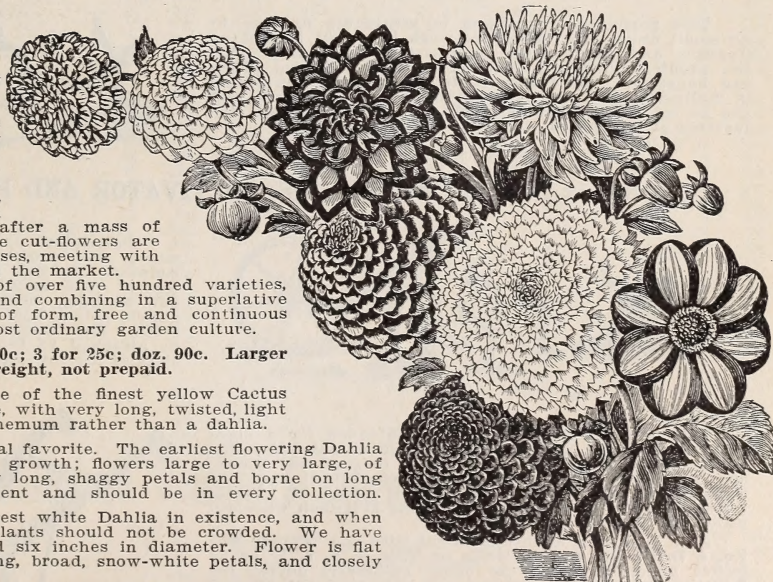 after a mass of
cut-flowers are
ses, meeting with
the market.
of over five hundred varieties,
nd combining in a superlative
of form, free and continuous
ost ordinary garden culture.
0c; 3 for 25c; doz. 90c. Larger
reight, not prepaid.
e of the finest yellow Cactus
, with very long, twisted, light
hemum rather than a dahlia.
al favorite. The earliest flowering Dahlia
growth; flowers large to very large, of
long, shaggy petals and borne on long
ent and should be in every collection.
est white Dahlia in existence, and when
lants should not be crowded. We have
six inches in diameter. Flower is flat
ng, broad, snow-white petals, and closely